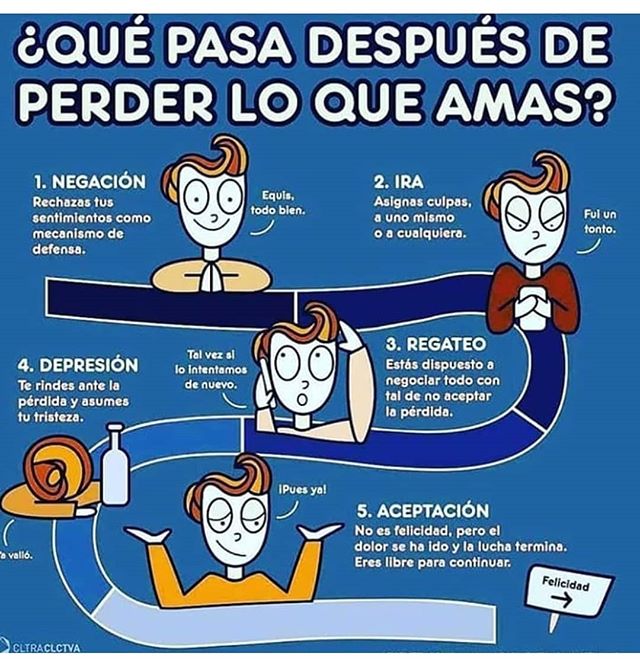 ¿QUÉ PASA DESPUÉS DE
PERDER LO QUE AMAS?
1. NEGACIÓN
Rechazas tus
sentimientos como
mecanismo de
defensa.
Equis,
todo bien.
2. IRA
Asignas culpas,
a uno mismo
o a cualquiera.
Fui un
tonto.
3. REGATEO
Estás dispuesto a
negociar todo con
tal de no aceptar
la pérdida.
Tal vez si
lo intentamos
de nuevo.
4. DEPRESIÓN
Te rindes ante la
pérdida y asumes
tu tristeza.
a valió.
¡Pues ya!
5. ACEPTACIÓN
No es felicidad, pero el
dolor se ha ido y la lucha termina.
Eres libre para continuar.
Felicidad
→
CLTRACLCTVA